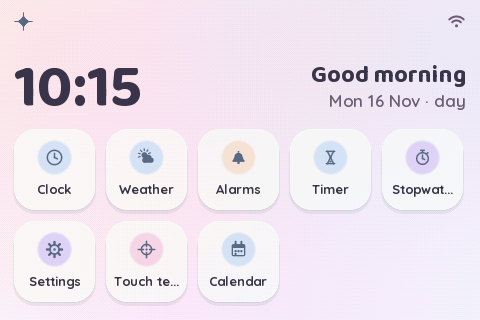 10:15
Good morning
Mon 16 Nov · day
Clock
Weather
Alarms
Timer
Stopwat...
Settings
Touch te...
Calendar